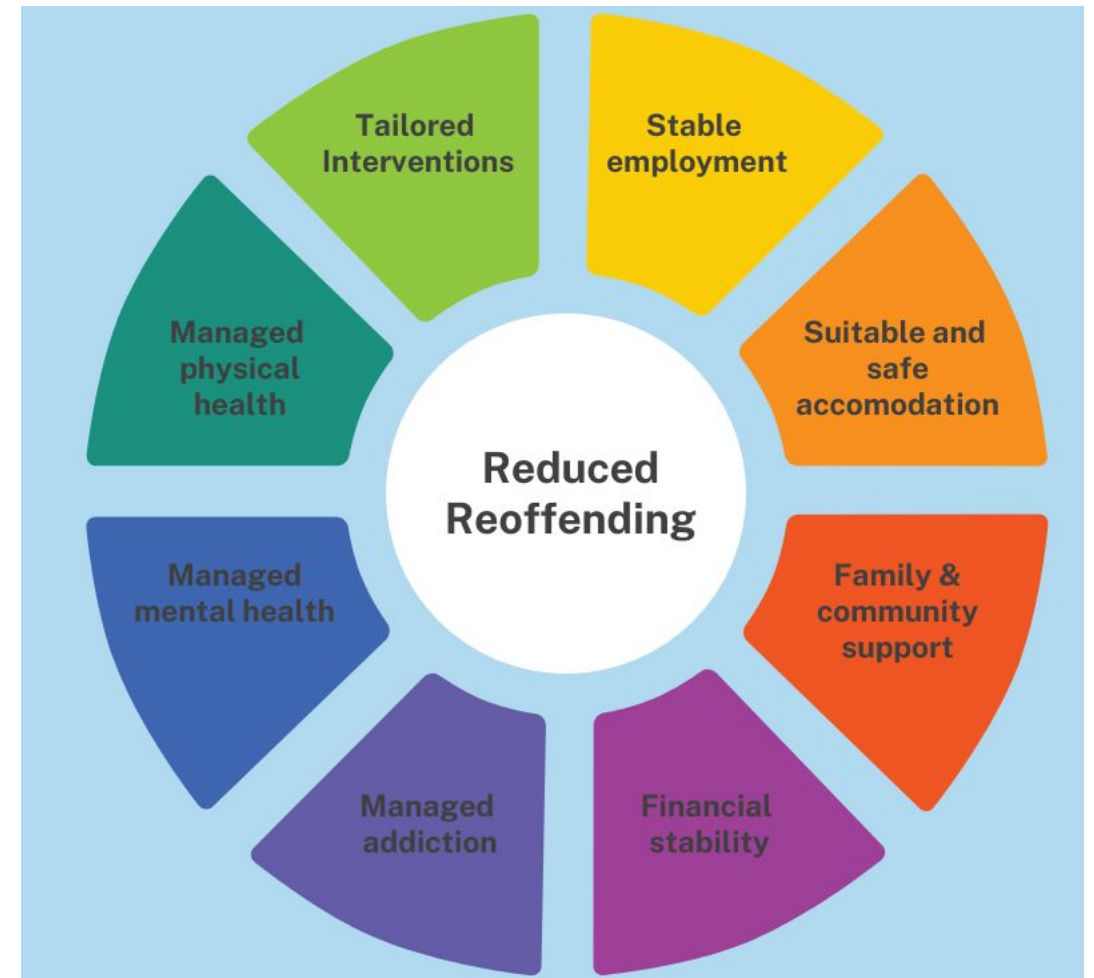 Tailored
Interventions
Stable
employment
Suitable and
safe
accomodation
Family &
community
support
Financial
stability
Managed
addiction
Managed
mental health
Managed
physical
health
Reduced
Reoffending